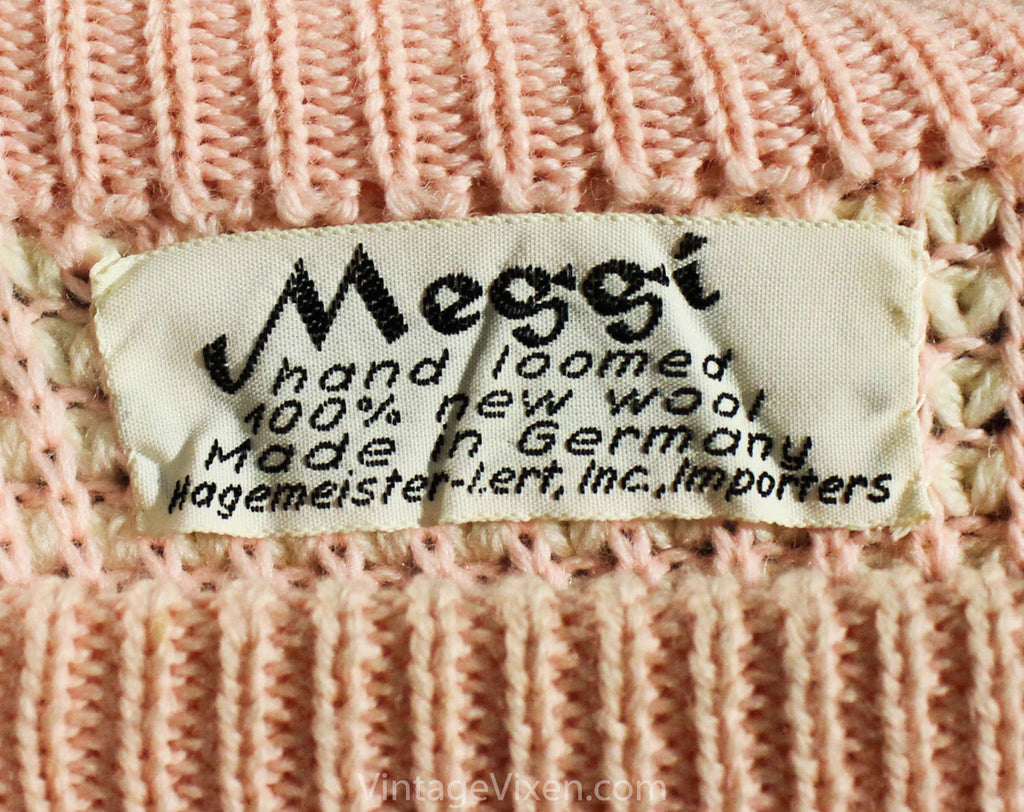 Meggi
hand loomed
100% new wool
Made in Germany
Hagemeister-Lert, Inc., Importers
VintageVixen.com